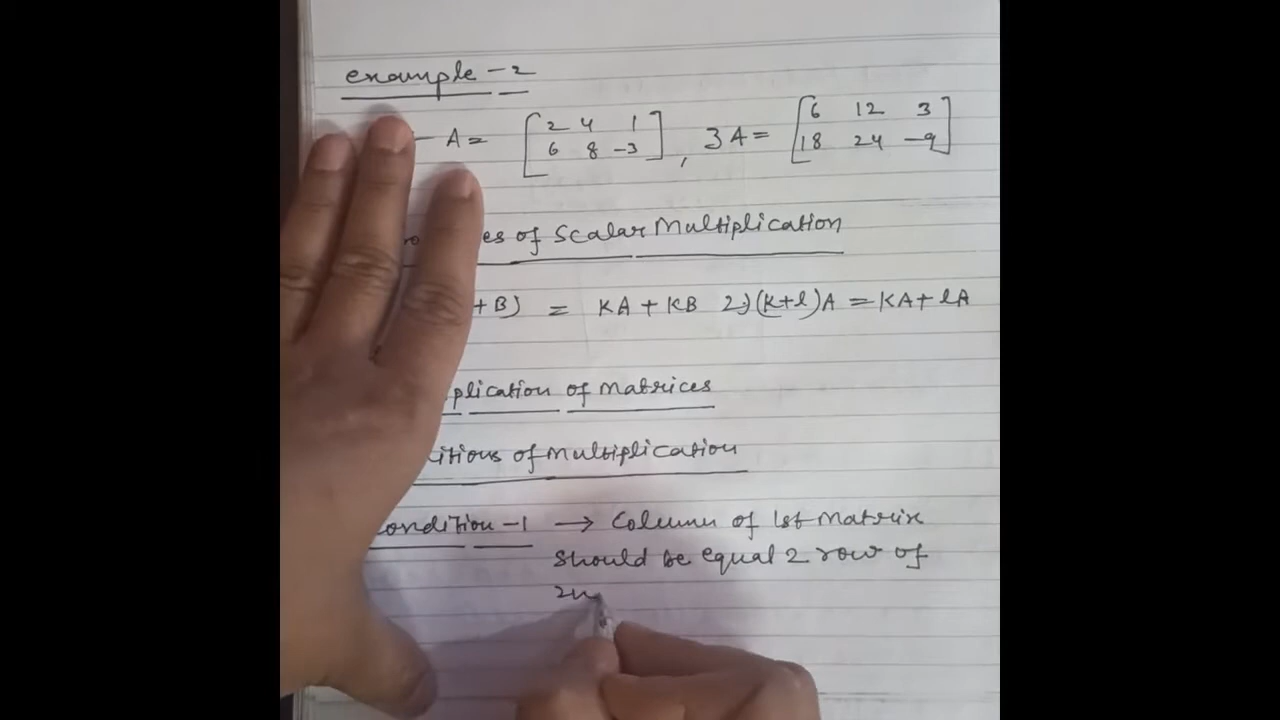 example - 2
A = [2 4 1 6 8 -3], 3A = [6 12 3 18 24 -9]
es of Scalar Multiplication
+ B) = KA + KB 2) (K+l)A = KA + lA
plication of matrices
itions of multiplication
ondition - 1 → Column of 1st matrix
should be equal 2 row of
2n